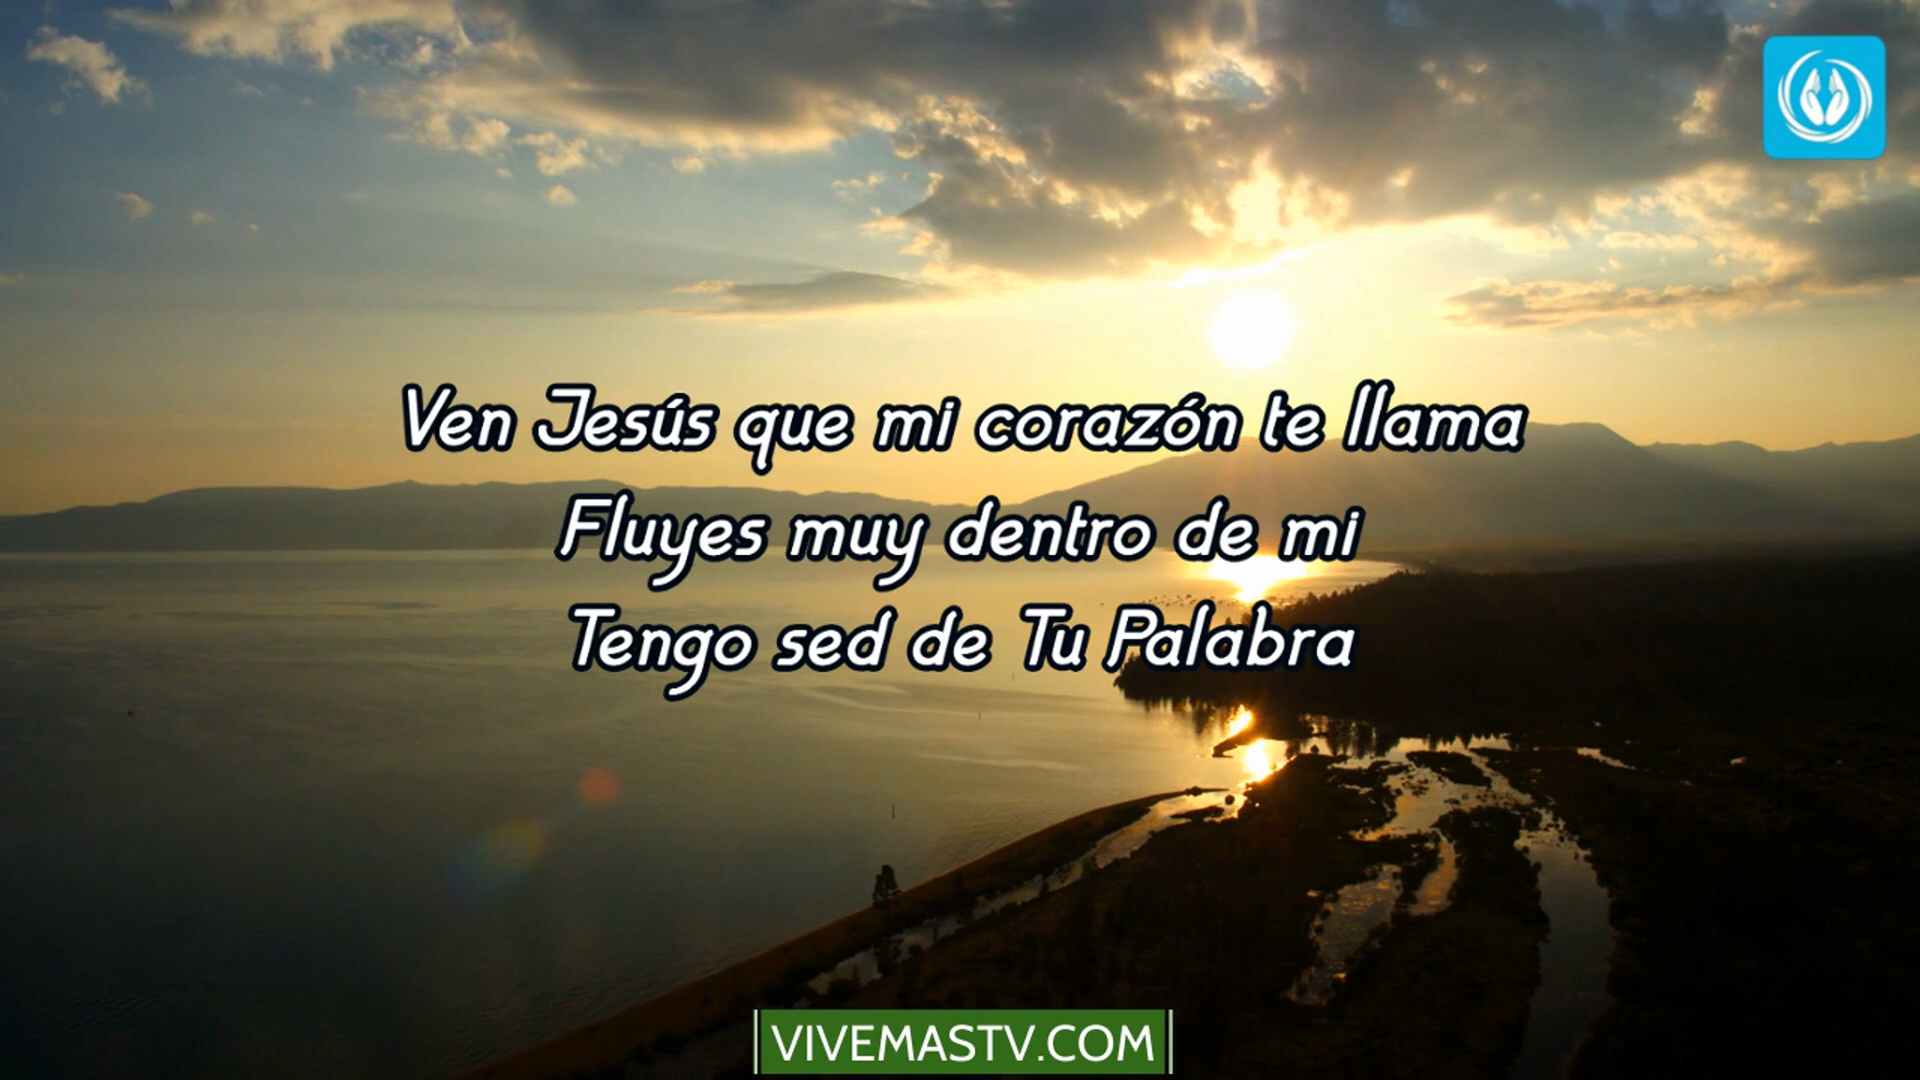 Ven Jesús que mi corazón te llama
Fluyes muy dentro de mi
Tengo sed de Tu Palabra
VIVEMASTV.COM